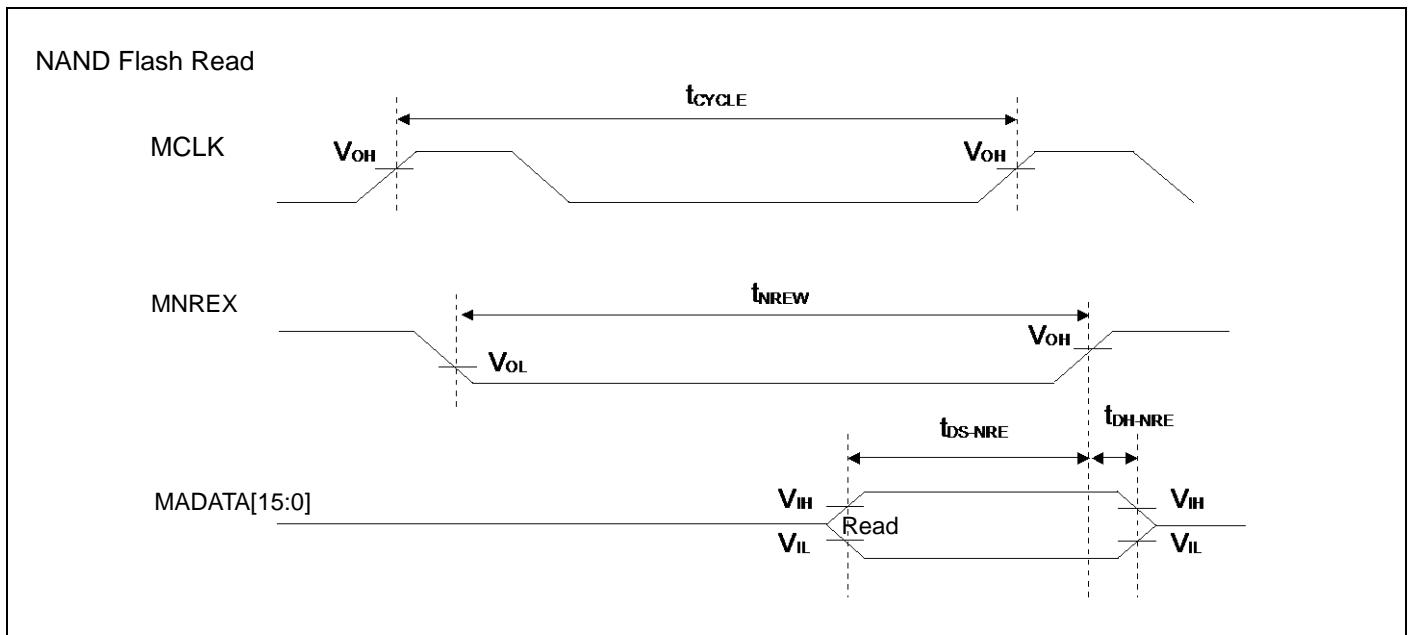 NAND Flash Read
tCYCLE
MCLK
VOH
VOH
MNREX
tNREW
VOH
VOL
tDS-NRE
tDH-NRE
MADATA[15:0]
VIH
VIH
Read
VIL
VIL